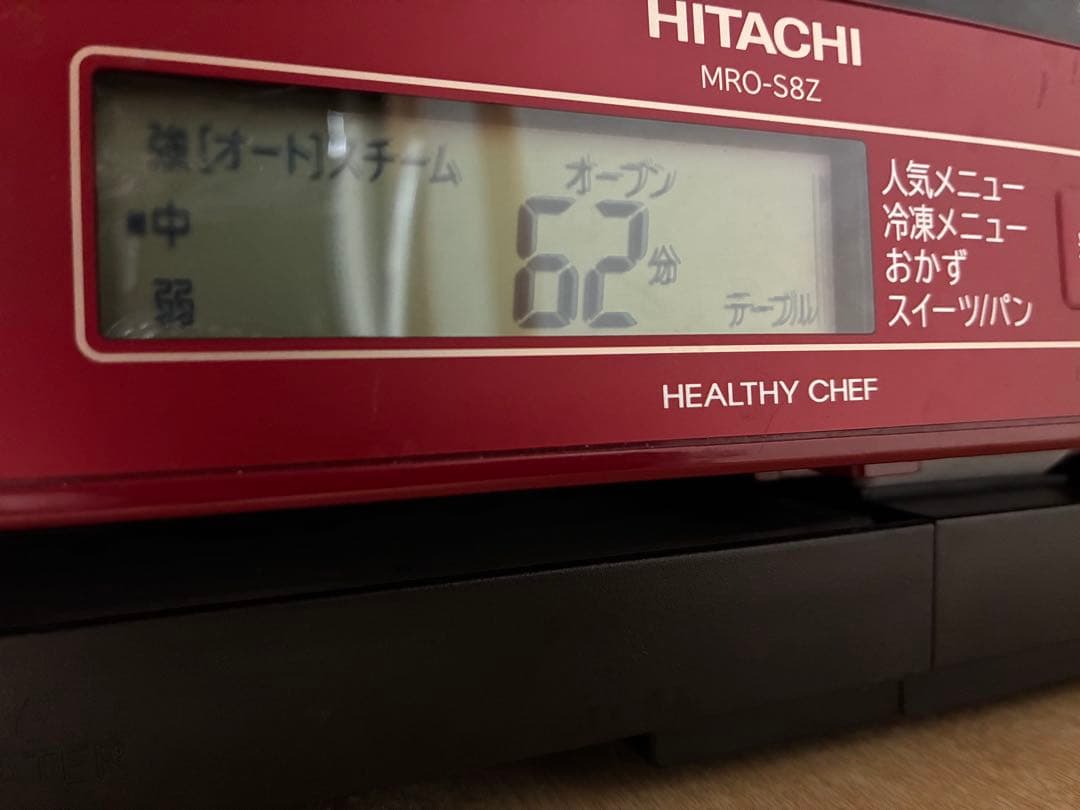 HITACHI
MRO-S8Z
強[オート]スチーム
オーブン
中
62分
弱
テーブル
人気メニュー
冷凍メニュー
おかず
スイーツ/パン
HEALTHY CHEF